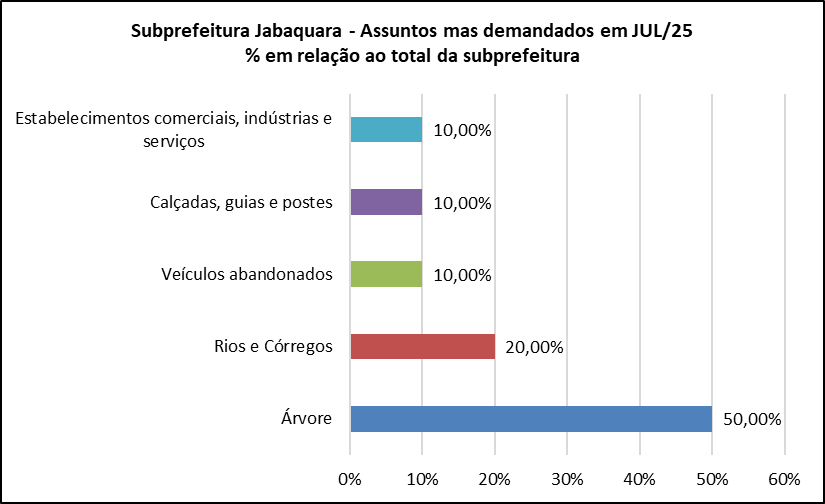 Subprefeitura Jabaquara - Assuntos mas demandados em JUL/25
% em relação ao total da subprefeitura
Estabelecimentos comerciais, indústrias e
serviços
10,00%
Calçadas, guias e postes
10,00%
Veículos abandonados
10,00%
Rios e Córregos
20,00%
Árvore
50,00%
0% 10% 20% 30% 40% 50% 60%